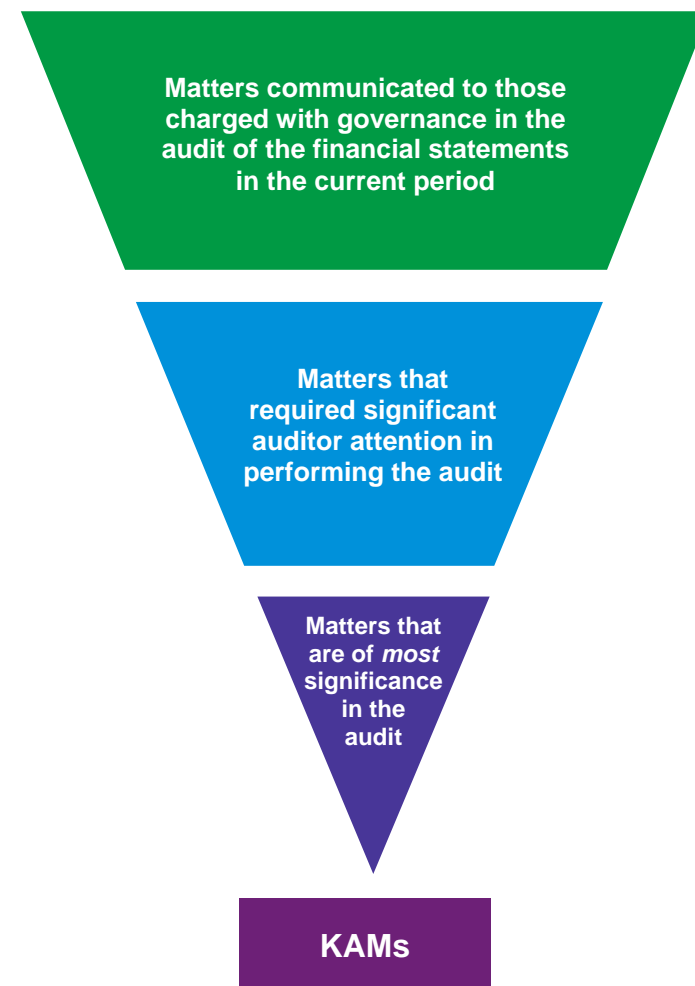 Matters communicated to those
charged with governance in the
audit of the financial statements
in the current period
Matters that
required significant
auditor attention in
performing the audit
Matters that
are of most
significance
in the
audit
KAMs